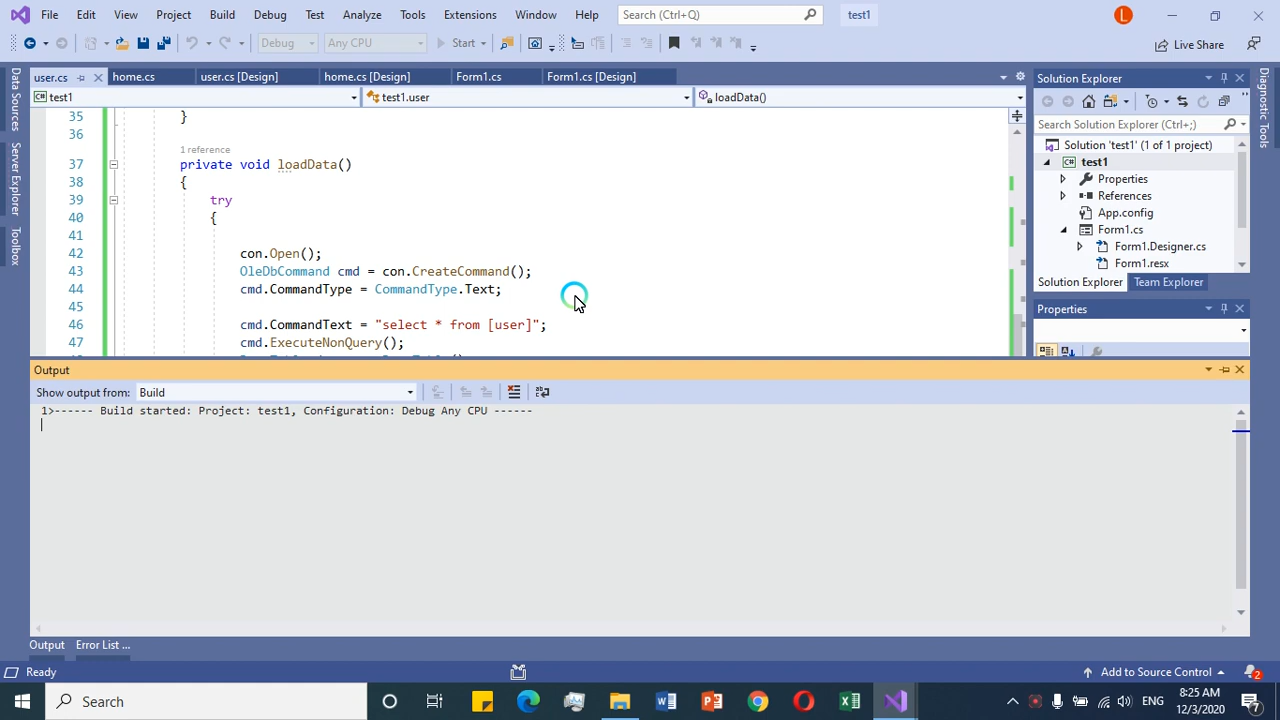 File Edit View Project Build Debug Test Analyze Tools Extensions Window Help Search (Ctrl+Q) test1 L
Debug Any CPU Start Live Share
user.cs home.cs user.cs [Design] home.cs [Design] Form1.cs Form1.cs [Design]
test1 test1.user loadData()
Data Sources
Server Explorer
Toolbox
35 }
36
1 reference
37 private void loadData()
38 {
39 try
40 {
41
42 con.Open();
43 OleDbCommand cmd = con.CreateCommand();
44 cmd.CommandType = CommandType.Text;
45
46 cmd.CommandText = "select * from [user]";
47 cmd.ExecuteNonQuery();
Solution Explorer
Search Solution Explorer (Ctrl+;)
Solution 'test1' (1 of 1 project)
C# test1
Properties
References
App.config
Form1.cs
Form1.Designer.cs
Form1.resx
Solution Explorer Team Explorer
Properties
Diagnostic Tools
Output
Show output from: Build
1>------ Build started: Project: test1, Configuration: Debug Any CPU ------
Output Error List ...
Ready Add to Source Control 2
Search ENG 8:25 AM
12/3/2020 7